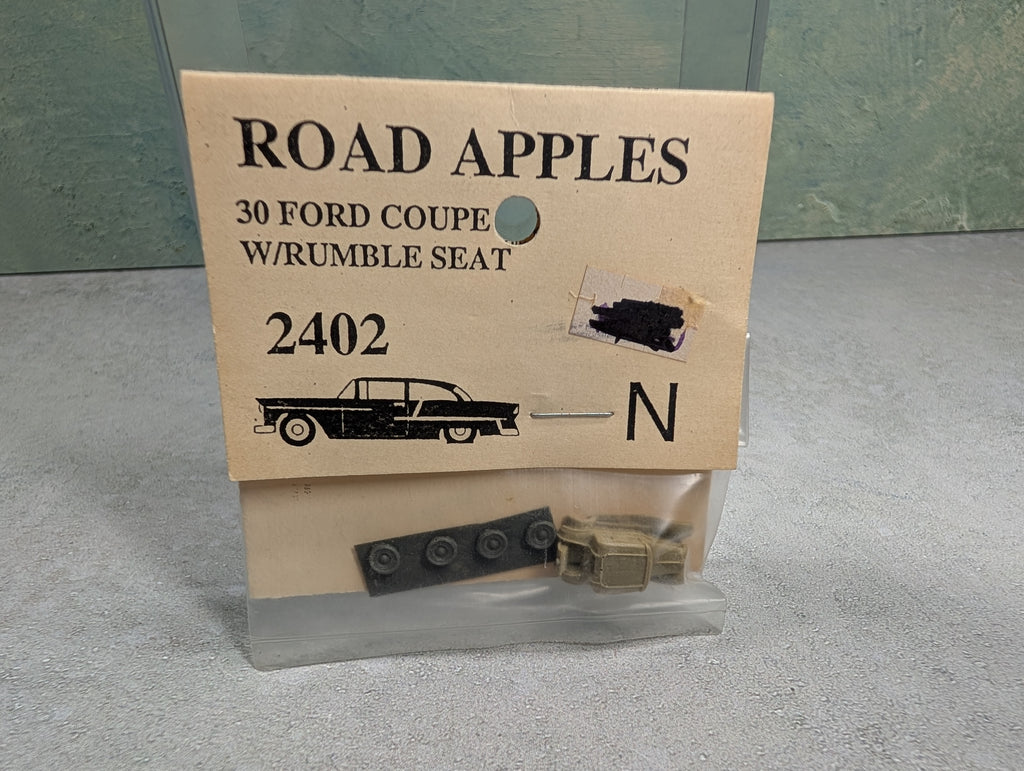 ROAD APPLES
30 FORD COUPE
W/RUMBLE SEAT
2402
N